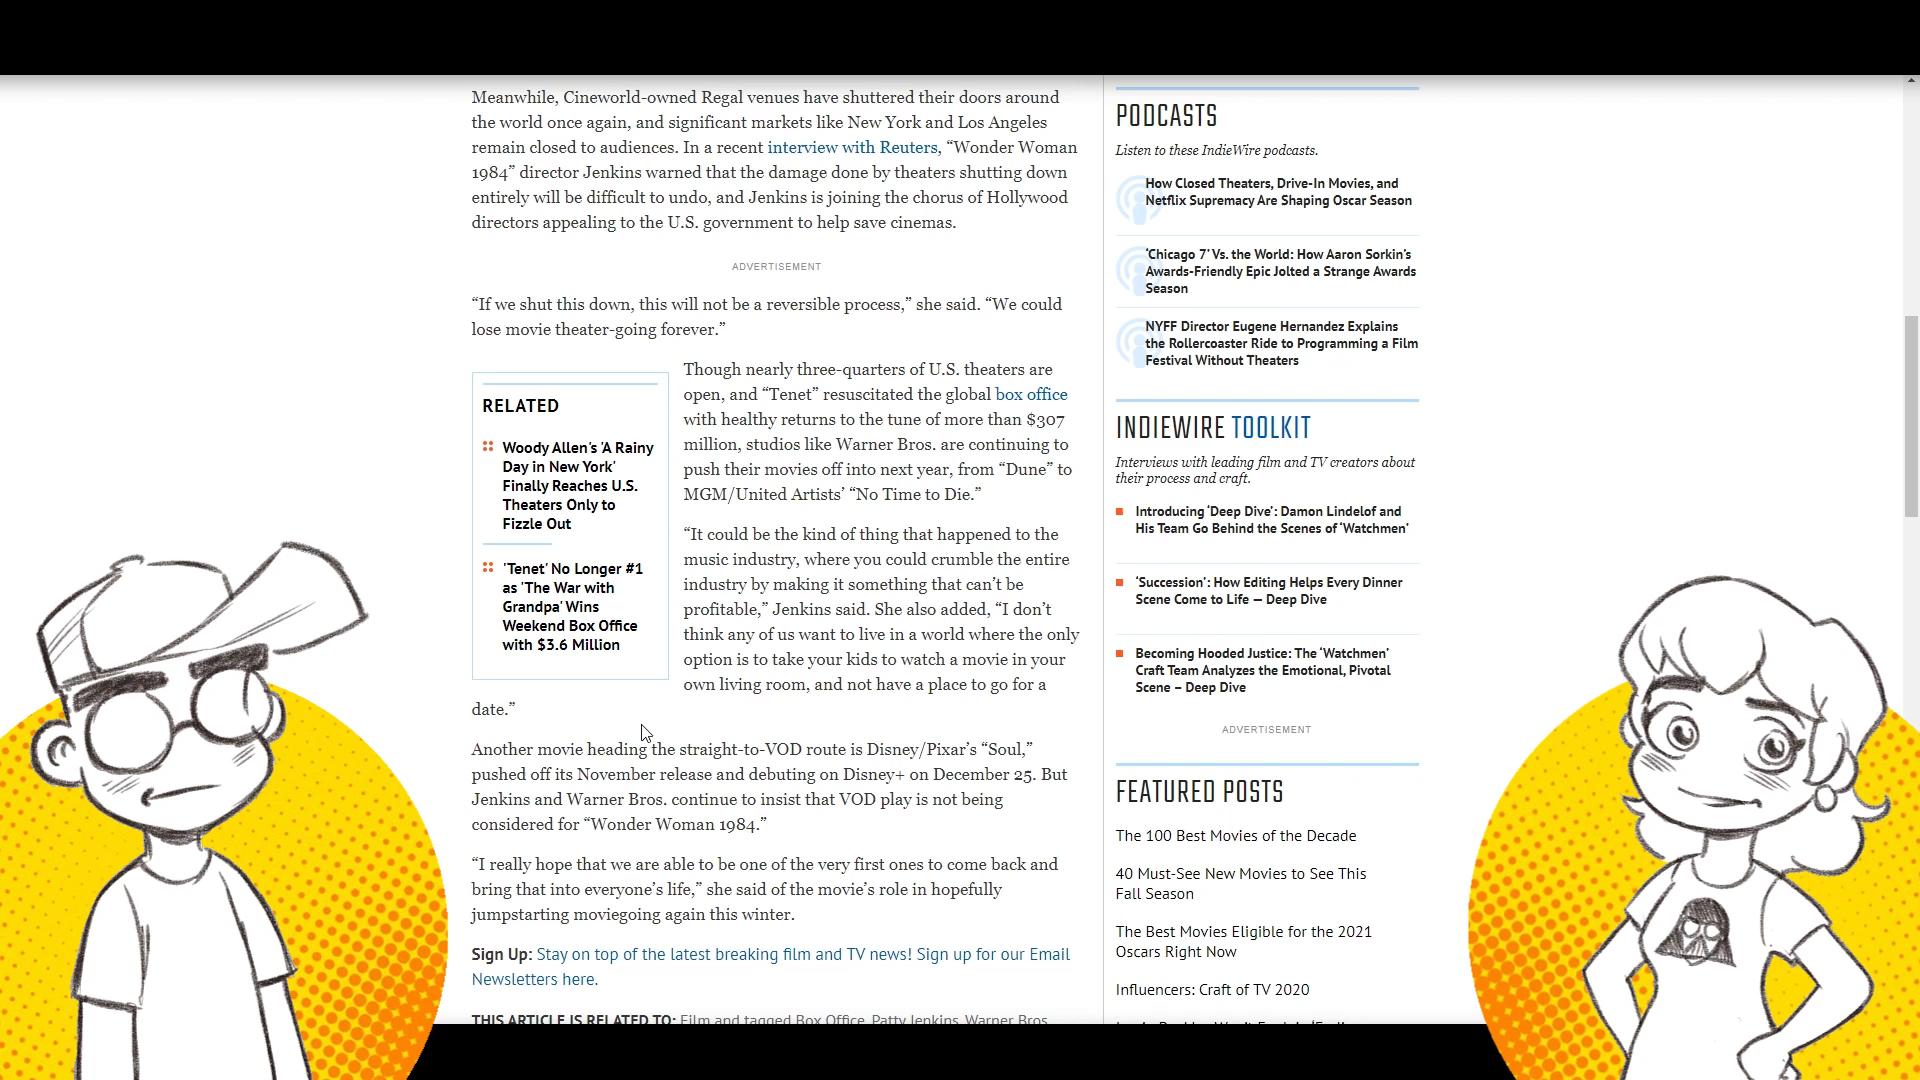 Meanwhile, Cineworld-owned Regal venues have shuttered their doors around
the world once again, and significant markets like New York and Los Angeles
remain closed to audiences. In a recent interview with Reuters, “Wonder Woman
1984” director Jenkins warned that the damage done by theaters shutting down
entirely will be difficult to undo, and Jenkins is joining the chorus of Hollywood
directors appealing to the U.S. government to help save cinemas.
ADVERTISEMENT
“If we shut this down, this will not be a reversible process,” she said. “We could
lose movie theater-going forever.”
RELATED
Woody Allen's 'A Rainy
Day in New York'
Finally Reaches U.S.
Theaters Only to
Fizzle Out
'Tenet' No Longer #1
as 'The War with
Grandpa' Wins
Weekend Box Office
with $3.6 Million
Though nearly three-quarters of U.S. theaters are
open, and “Tenet” resuscitated the global box office
with healthy returns to the tune of more than $307
million, studios like Warner Bros. are continuing to
push their movies off into next year, from “Dune” to
MGM/United Artists’ “No Time to Die.”
“It could be the kind of thing that happened to the
music industry, where you could crumble the entire
industry by making it something that can’t be
profitable,” Jenkins said. She also added, “I don’t
think any of us want to live in a world where the only
option is to take your kids to watch a movie in your
own living room, and not have a place to go for a
date.”
Another movie heading the straight-to-VOD route is Disney/Pixar’s “Soul,”
pushed off its November release and debuting on Disney+ on December 25. But
Jenkins and Warner Bros. continue to insist that VOD play is not being
considered for “Wonder Woman 1984.”
“I really hope that we are able to be one of the very first ones to come back and
bring that into everyone’s life,” she said of the movie’s role in hopefully
jumpstarting moviegoing again this winter.
Sign Up: Stay on top of the latest breaking film and TV news! Sign up for our Email
Newsletters here.
THIS ARTICLE IS RELATED TO: Film and tagged Box Office, Patty Jenkins, Warner Bros
PODCASTS
Listen to these IndieWire podcasts.
How Closed Theaters, Drive-In Movies, and
Netflix Supremacy Are Shaping Oscar Season
‘Chicago 7’ Vs. the World: How Aaron Sorkin’s
Awards-Friendly Epic Jolted a Strange Awards
Season
NYFF Director Eugene Hernandez Explains
the Rollercoaster Ride to Programming a Film
Festival Without Theaters
INDIEWIRE TOOLKIT
Interviews with leading film and TV creators about
their process and craft.
Introducing ‘Deep Dive’: Damon Lindelof and
His Team Go Behind the Scenes of ‘Watchmen’
‘Succession’: How Editing Helps Every Dinner
Scene Come to Life — Deep Dive
Becoming Hooded Justice: The ‘Watchmen’
Craft Team Analyzes the Emotional, Pivotal
Scene – Deep Dive
ADVERTISEMENT
FEATURED POSTS
The 100 Best Movies of the Decade
40 Must-See New Movies to See This
Fall Season
The Best Movies Eligible for the 2021
Oscars Right Now
Influencers: Craft of TV 2020